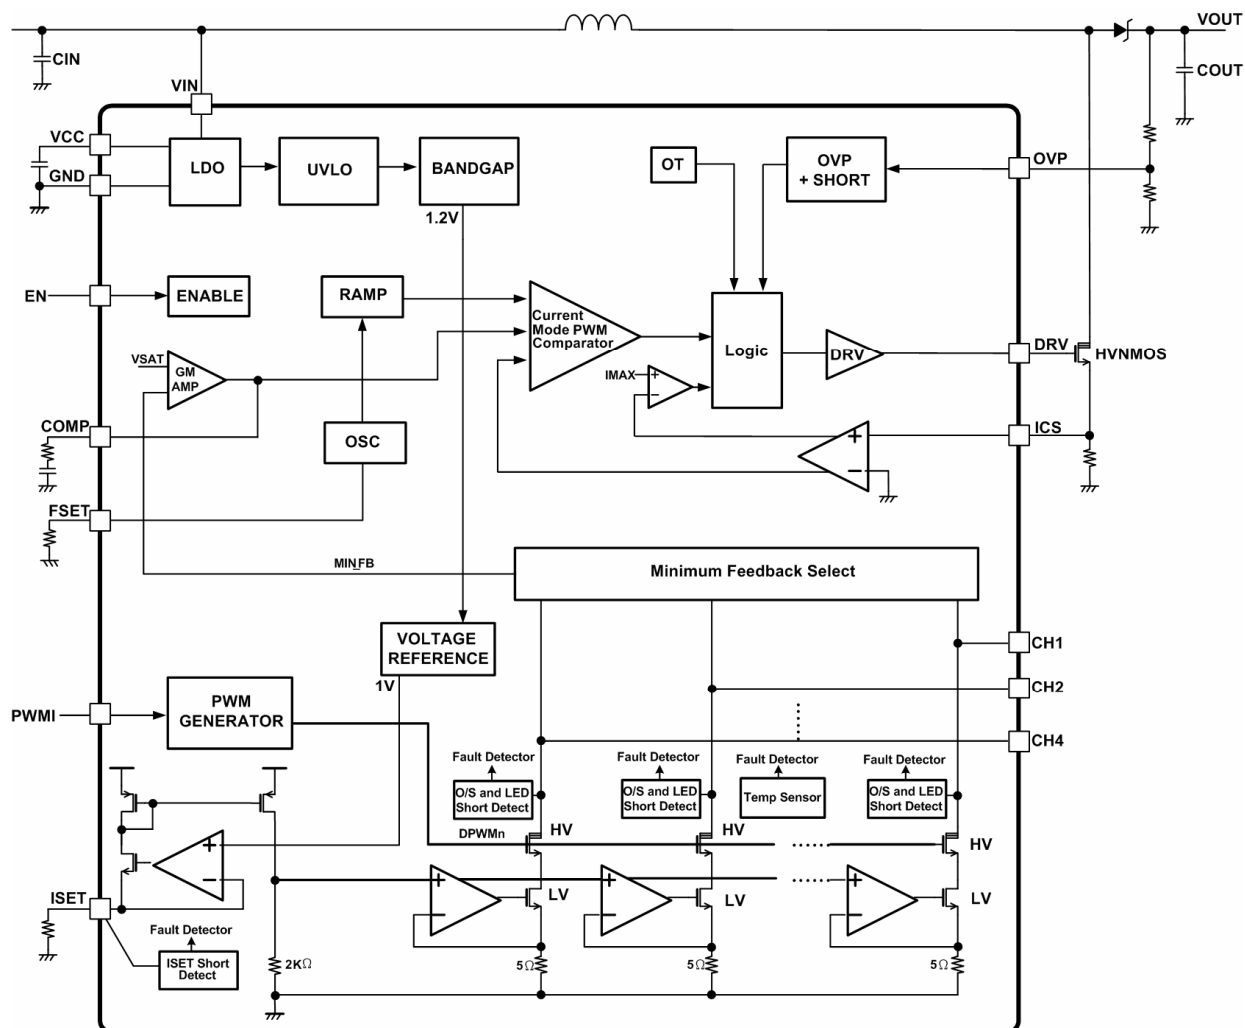 VOUT
CIN
COUT
VIN
VCC
LDO
UVLO
BANDGAP
OT
OVP
+ SHORT
OVP
GND
1.2V
EN
ENABLE
RAMP
Current
Mode PWM
Comparator
Logic
DRV
DRV
HVNMOS
VSAT
GM
AMP
IMAX
+
−
COMP
OSC
+
−
ICS
FSET
MIN_FB
Minimum Feedback Select
VOLTAGE
REFERENCE
1V
CH1
CH2
CH4
PWMI
PWM
GENERATOR
Fault Detector
O/S and LED
Short Detect
Fault Detector
O/S and LED
Short Detect
Fault Detector
Temp Sensor
Fault Detector
O/S and LED
Short Detect
DPWMn
HV
HV
HV
+
−
+
−
LV
+
−
LV
+
−
LV
ISET
Fault Detector
ISET Short
Detect
2KΩ
5Ω
5Ω
5Ω